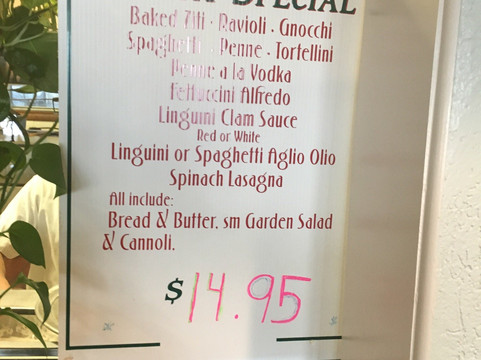 SPECIAL
Baked Ziti · Ravioli · Gnocchi
Spaghetti · Penne · Tortellini
Penne a la Vodka
Fettuccini Alfredo
Linguini Clam Sauce
Red or White
Linguini or Spaghetti Aglio Olio
Spinach Lasagna
All include:
Bread & Butter, sm Garden Salad
& Cannoli.
$14.95